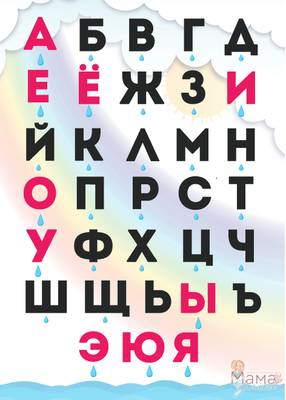 А Б В Г Д
Е Ё Ж З И
Й К Л М Н
О П Р С Т
У Ф Х Ц Ч
Ш Щ Ь Ы Ъ
Э Ю Я
Мама